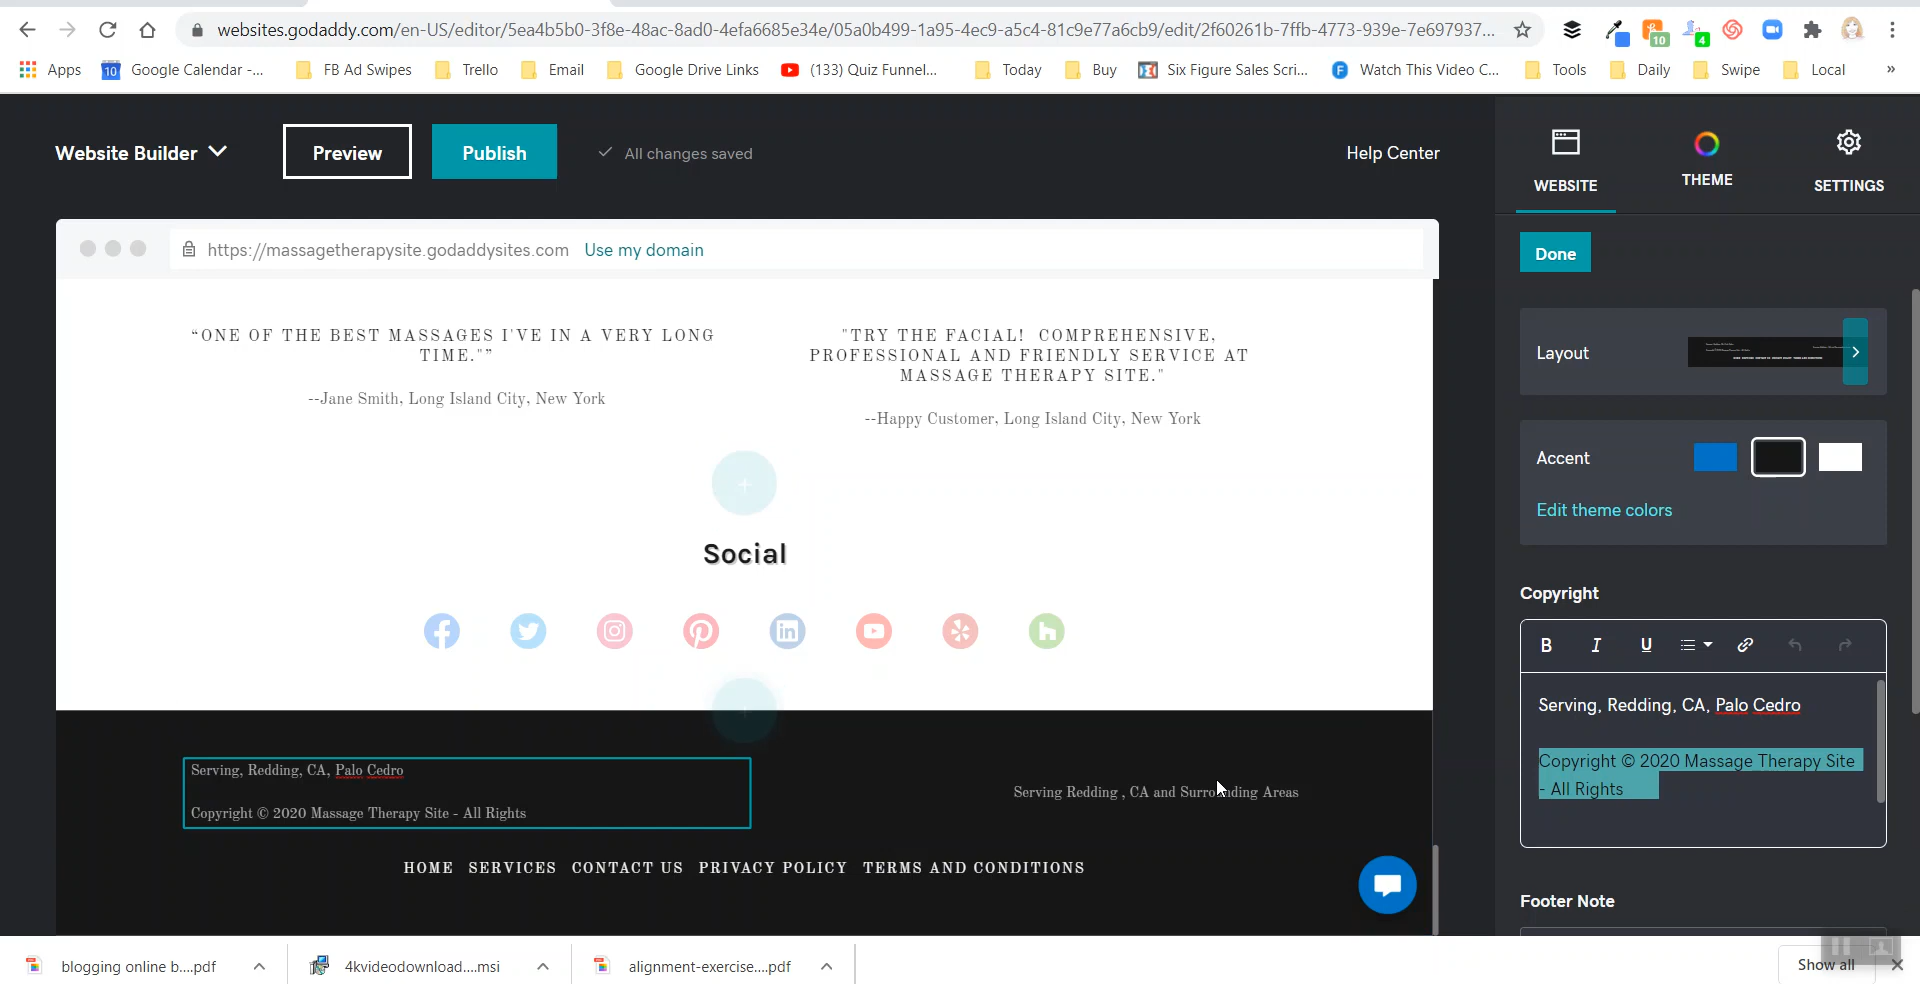 websites.godaddy.com/en-US/editor/5ea4b5b0-3f8e-48ac-8ad0-4efa6685e34e/05a0b499-1a95-4ec9-a5c4-81c9e77a6cb9/edit/2f60261b-7ffb-4773-939e-7e697937...
10
4
Apps
10
Google Calendar -...
FB Ad Swipes
Trello
Email
Google Drive Links
(133) Quiz Funnel...
Today
Buy
Six Figure Sales Scri...
Watch This Video C...
Tools
Daily
Swipe
Local
»
Website Builder
Preview
Publish
All changes saved
Help Center
WEBSITE
THEME
SETTINGS
https://massagetherapysite.godaddysites.com
Use my domain
“ONE OF THE BEST MASSAGES I'VE IN A VERY LONG
TIME."”
--Jane Smith, Long Island City, New York
"TRY THE FACIAL!  COMPREHENSIVE,
PROFESSIONAL AND FRIENDLY SERVICE AT
MASSAGE THERAPY SITE."
--Happy Customer, Long Island City, New York
Social
Serving, Redding, CA, Palo Cedro
Copyright © 2020 Massage Therapy Site - All Rights
Serving Redding , CA and Surrounding Areas
HOME SERVICES CONTACT US PRIVACY POLICY TERMS AND CONDITIONS
Done
Layout
Accent
Edit theme colors
Copyright
B I U
Serving, Redding, CA, Palo Cedro
Copyright © 2020 Massage Therapy Site
- All Rights
Footer Note
blogging online b....pdf
4kvideodownload....msi
alignment-exercise....pdf
Show all